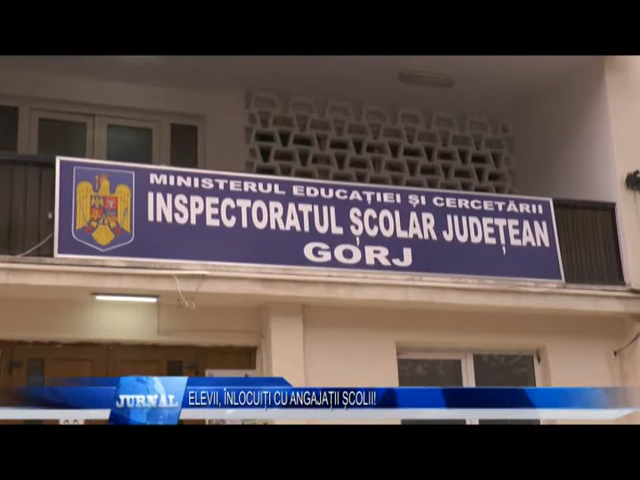 MINISTERUL EDUCAȚIEI ȘI CERCETĂRII
INSPECTORATUL ȘCOLAR JUDEȚEAN
GORJ
JURNAL
ELEVII, ÎNLOCUIȚI CU ANGAJAȚII ȘCOLII!